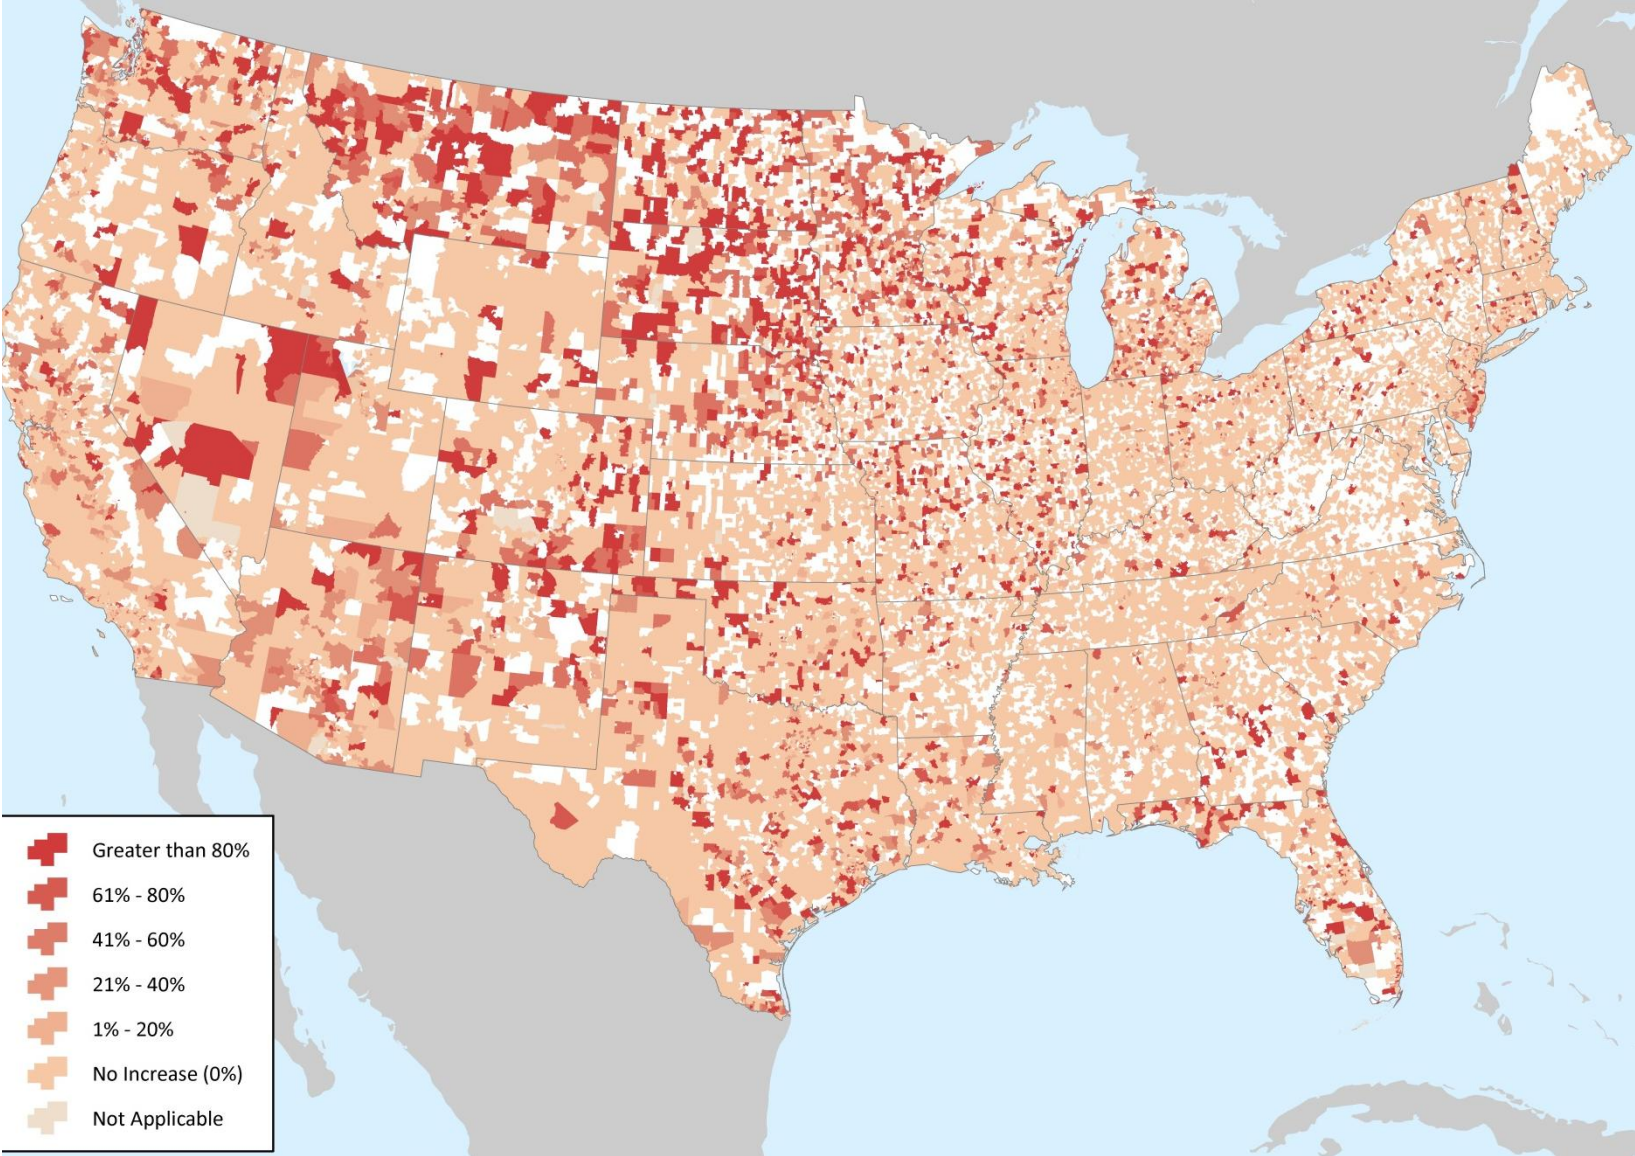 Greater than 80%
61% - 80%
41% - 60%
21% - 40%
1% - 20%
No Increase (0%)
Not Applicable